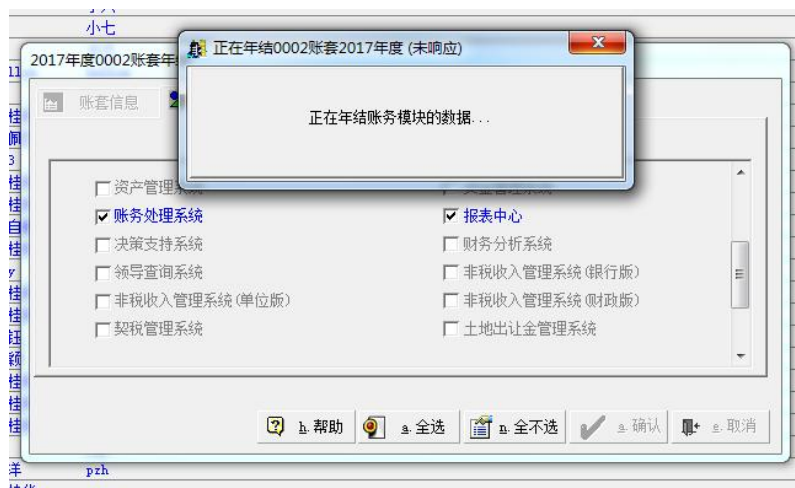 小七
正在年结0002账套2017年度 (未响应)
2017年度0002账套年
账套信息
正在年结账务模块的数据...
资产管理系统
账务处理系统
报表中心
决策支持系统
财务分析系统
领导查询系统
非税收入管理系统(银行版)
非税收入管理系统(单位版)
非税收入管理系统(财政版)
契税管理系统
土地出让金管理系统
h.帮助
a.全选
n.全不选
s.确认
c.取消
洋
pzh